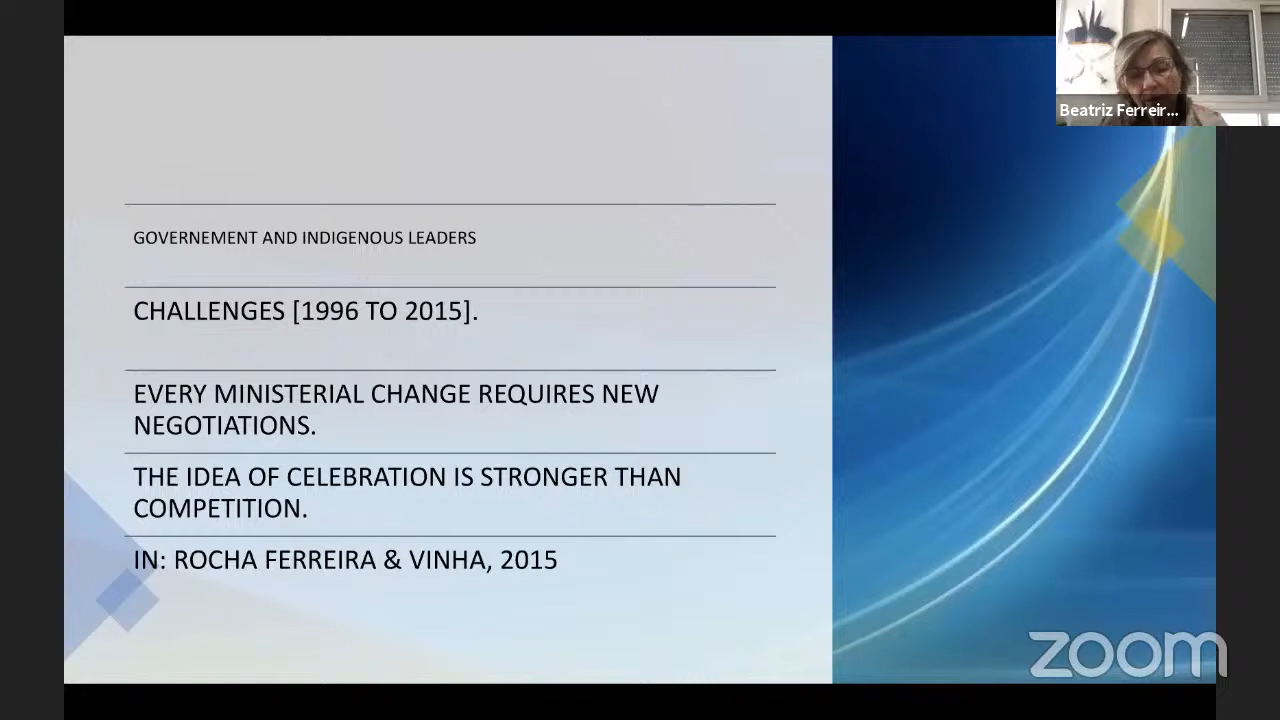 Beatriz Ferreir...
GOVERNEMENT AND INDIGENOUS LEADERS
CHALLENGES [1996 TO 2015].
EVERY MINISTERIAL CHANGE REQUIRES NEW
NEGOTIATIONS.
THE IDEA OF CELEBRATION IS STRONGER THAN
COMPETITION.
IN: ROCHA FERREIRA & VINHA, 2015
zoom